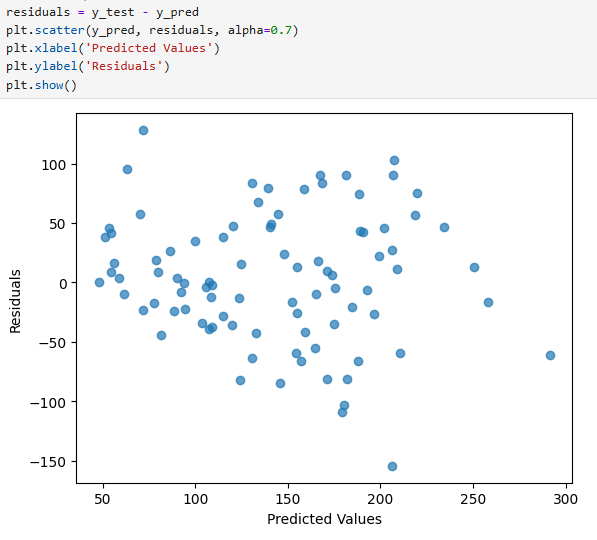 residuals = y_test - y_pred
plt.scatter(y_pred, residuals, alpha=0.7)
plt.xlabel('Predicted Values')
plt.ylabel('Residuals')
plt.show()
100
50
0
−50
−100
−150
Residuals
50 100 150 200 250 300
Predicted Values